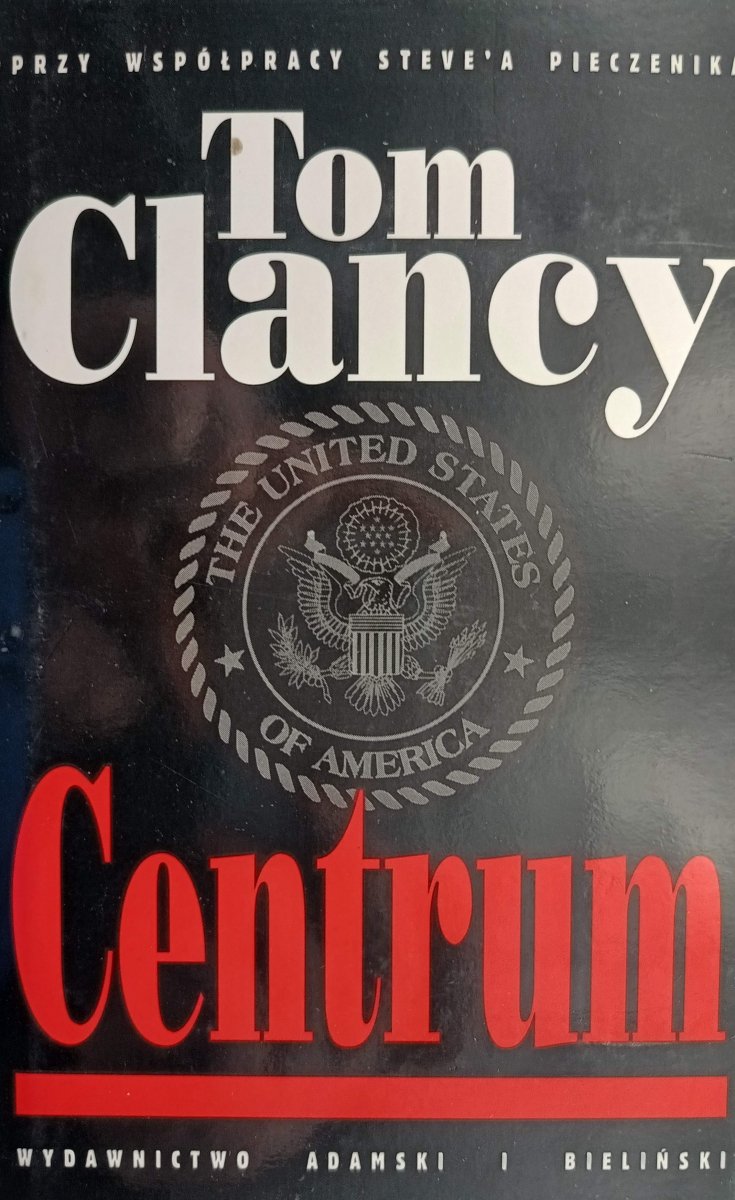 PRZY WSPÓŁPRACY STEVE'A PIECZENIKA
Tom
Clancy
THE UNITED STATES
OF AMERICA
Centrum
WYDAWNICTWO ADAMSKI I BIELIŃSKI